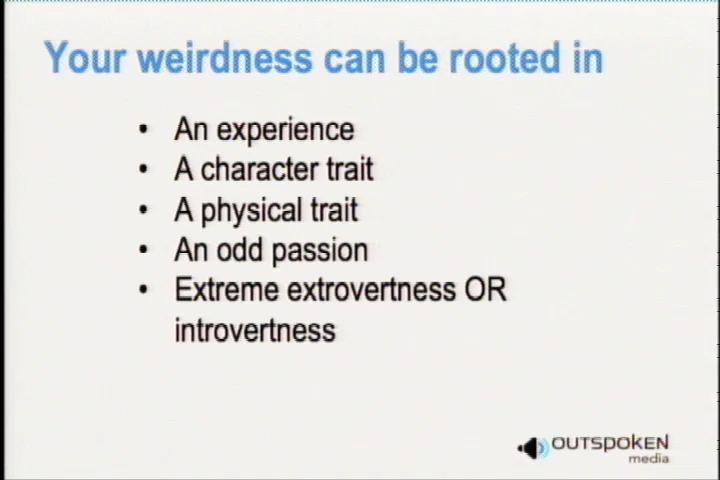 Your weirdness can be rooted in
• An experience
• A character trait
• A physical trait
• An odd passion
• Extreme extrovertness OR
introvertness
OUTSPOKEN
media